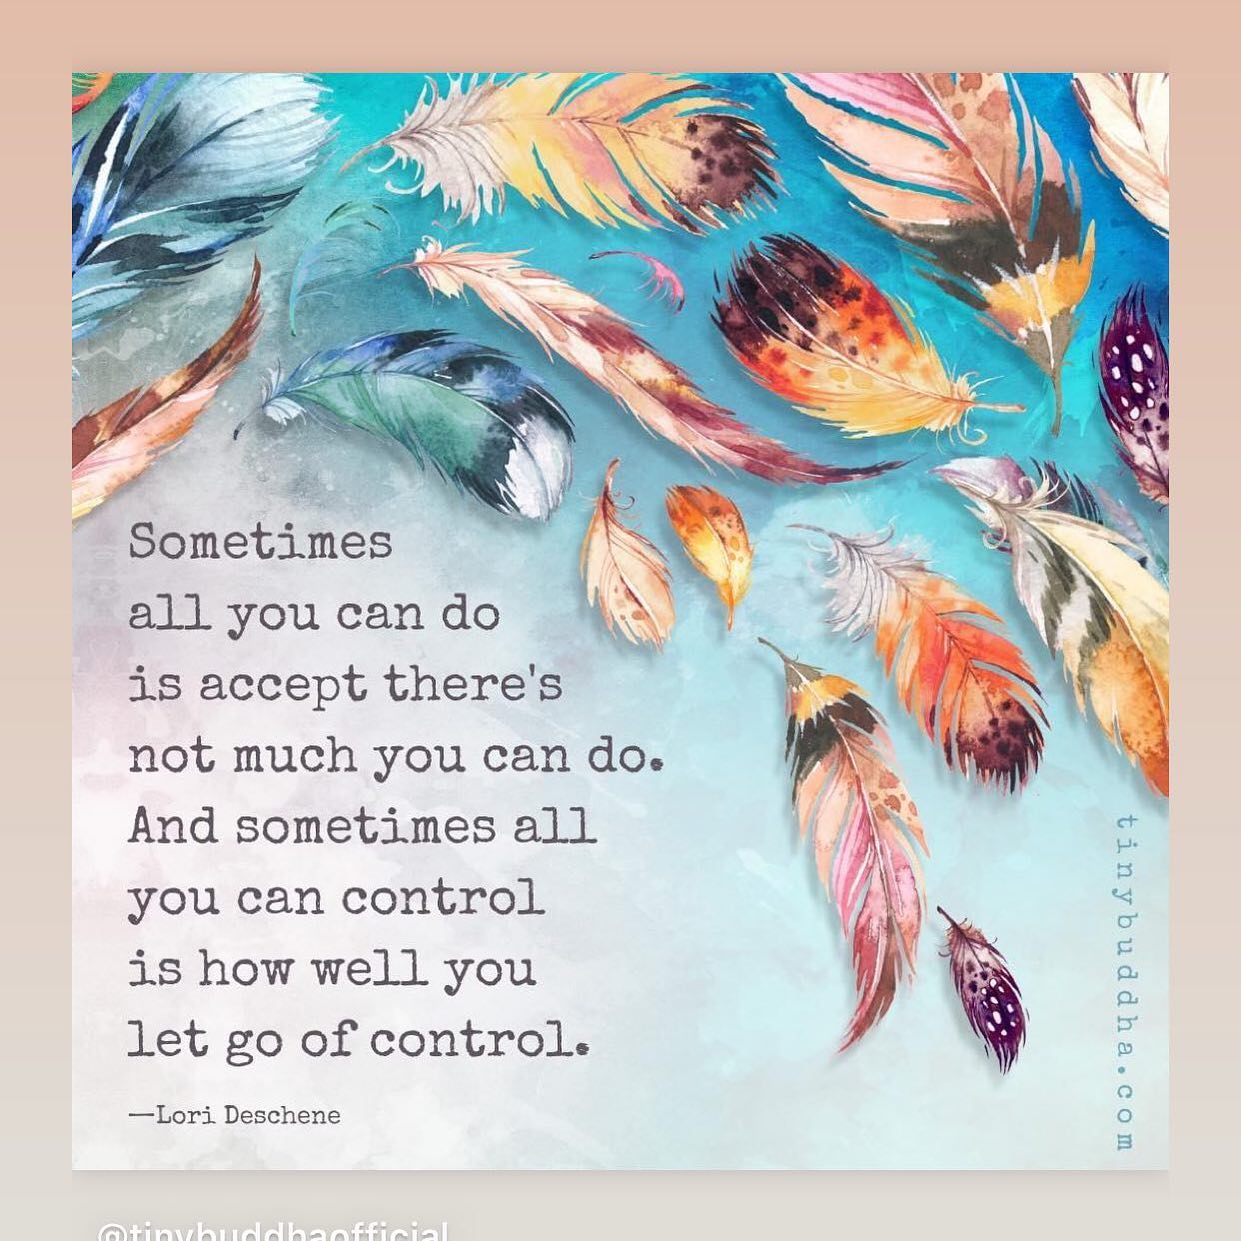 Sometimes
all you can do
is accept there's
not much you can do.
And sometimes all
you can control
is how well you
let go of control.
—Lori Deschene
tinybuddha.com
@tinybuddhaofficial